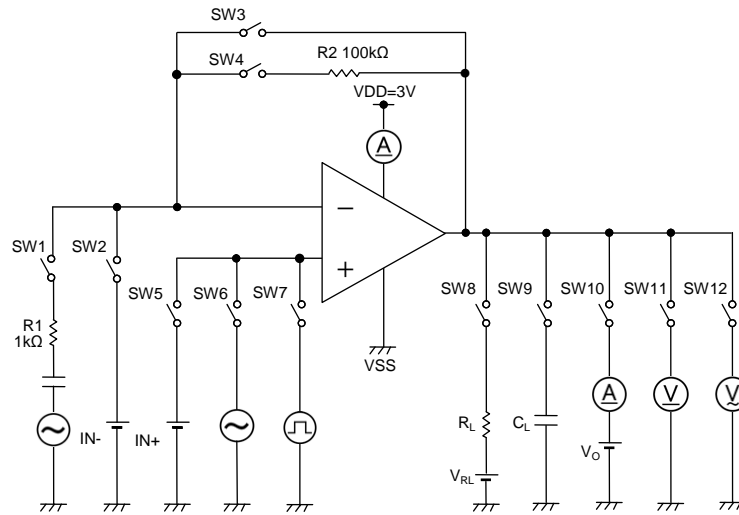 SW3
SW4
R2 100kΩ
VDD=3V
A
SW1
SW2
−
+
SW5
SW6
SW7
SW8
SW9
SW10
SW11
SW12
R1
1kΩ
VSS
A
V
V
IN-
IN+
RL
CL
VRL
VO